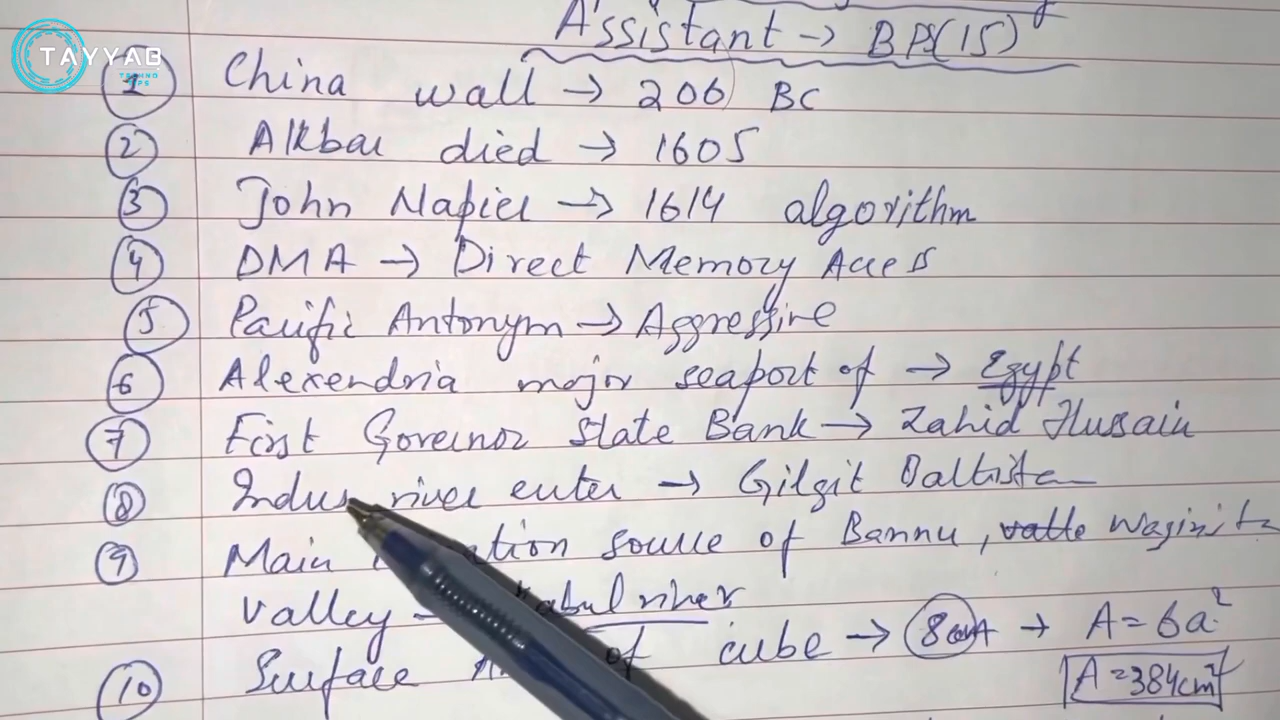 TAYYAB
TECHNO
TIPS
Assistant → BPS(15)
1 China wall → 206 BC
2 Akbar died → 1605
3 John Napier → 1614 algorithm
4 DMA → Direct Memory Acess
5 Pacific Antonym → Aggressive
6 Alexendria major seaport of → Egypt
7 First Governor State Bank → Zahid Hussain
8 Indus river enter → Gilgit Baltistan
9 Main source of Bannu,
valley river
10 Surface of cube → 8cm → A = 6a²
A = 384cm²